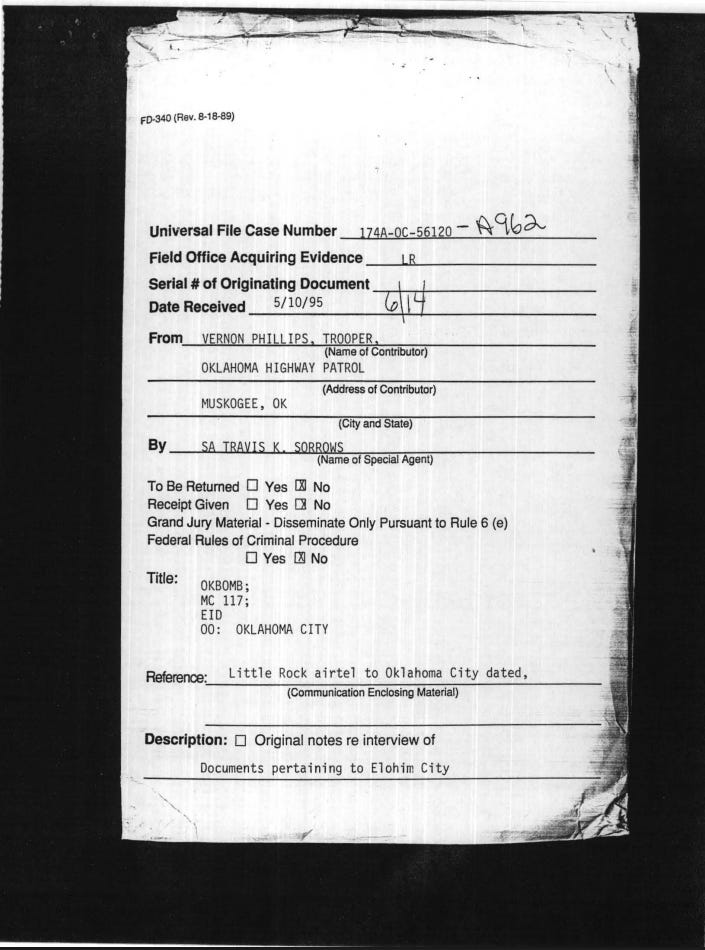 FD-340 (Rev. 8-18-89)
Universal File Case Number 174A-OC-56120 - A962
Field Office Acquiring Evidence LR
Serial # of Originating Document
Date Received 5/10/95 6/14
From VERNON PHILLIPS, TROOPER,
(Name of Contributor)
OKLAHOMA HIGHWAY PATROL
(Address of Contributor)
MUSKOGEE, OK
(City and State)
By SA TRAVIS K. SORROWS
(Name of Special Agent)
To Be Returned ☐ Yes ☒ No
Receipt Given ☐ Yes ☒ No
Grand Jury Material - Disseminate Only Pursuant to Rule 6 (e)
Federal Rules of Criminal Procedure
☐ Yes ☒ No
Title:
OKBOMB;
MC 117;
EID
OO: OKLAHOMA CITY
Reference: Little Rock airtel to Oklahoma City dated,
(Communication Enclosing Material)
Description: ☐ Original notes re interview of
Documents pertaining to Elohim City